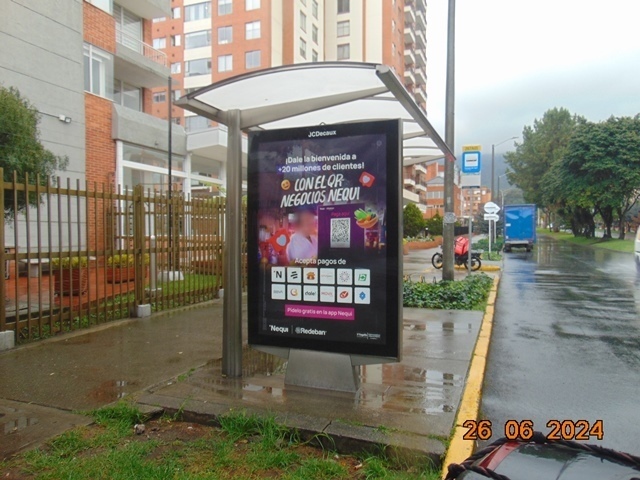 JCDecaux
¡Dale la bienvenida a
+20 millones de clientes!
CON EL QR
NEGOCIOS NEQUI
Acepta pagos de
Pídelo gratis en la app Nequi
Nequi
Redeban
26 06 2024